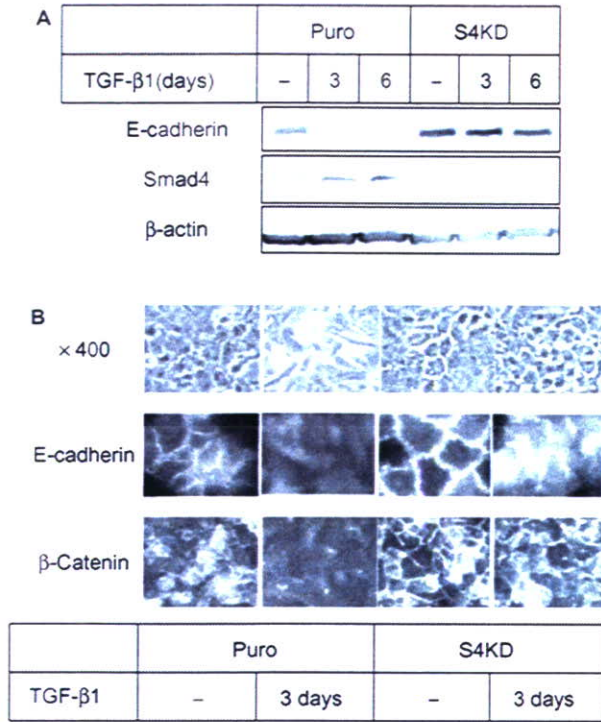 A
Puro S4KD
TGF-β1(days) – 3 6 – 3 6
E-cadherin
Smad4
β-actin
B
× 400
E-cadherin
β-Catenin
Puro S4KD
TGF-β1 – 3 days – 3 days